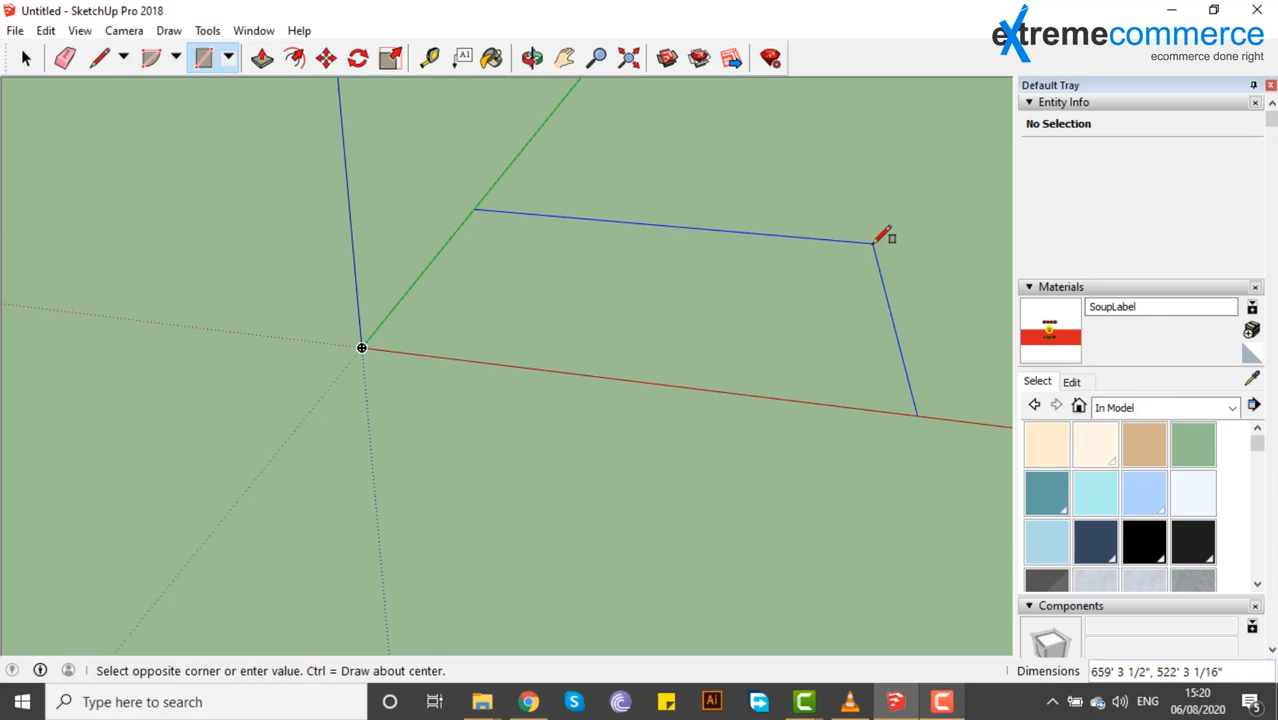 Untitled - SketchUp Pro 2018
extremecommerce
ecommerce done right
File Edit View Camera Draw Tools Window Help
A1
Default Tray
Entity Info
No Selection
Materials
SoupLabel
Select Edit
In Model
Components
Select opposite corner or enter value. Ctrl = Draw about center.
Dimensions 659' 3 1/2", 522' 3 1/16"
Type here to search
Ai
ENG
15:20
06/08/2020
5